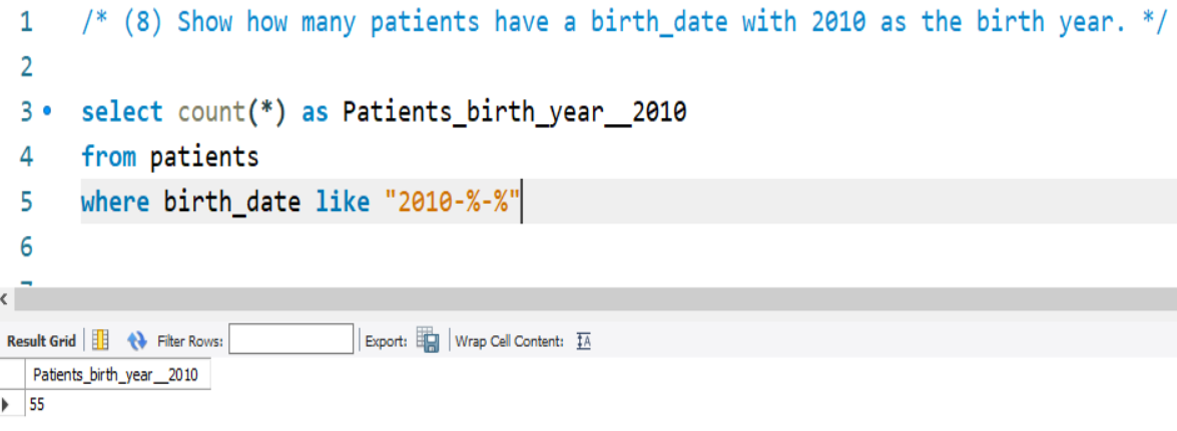 1 /* (8) Show how many patients have a birth_date with 2010 as the birth year. */
2
3 select count(*) as Patients_birth_year__2010
4 from patients
5 where birth_date like "2010-%-%"
6
Result Grid Filter Rows: Export: Wrap Cell Content: IA
Patients_birth_year__2010
55